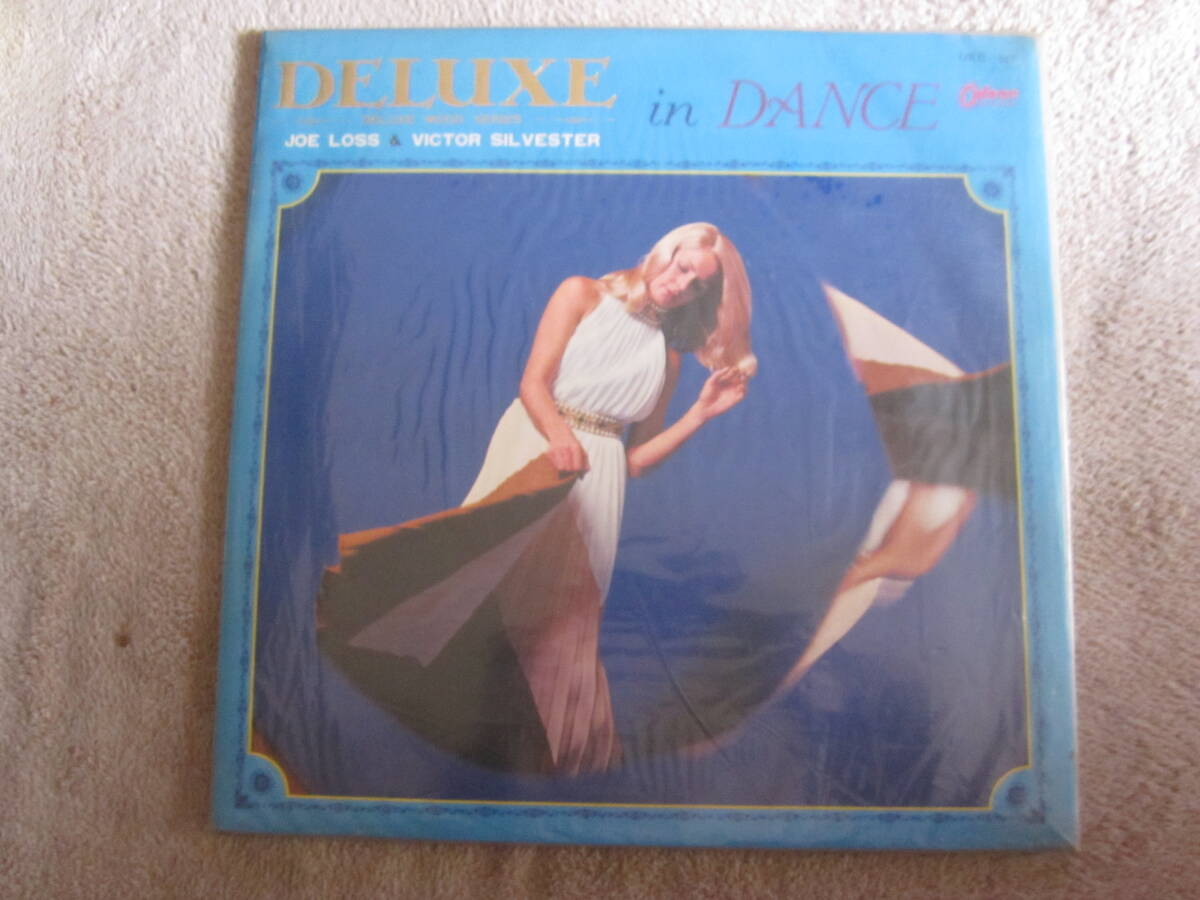 DELUXE in DANCE
DELUXE MOOD SERIES
JOE LOSS & VICTOR SILVESTER
Odeon